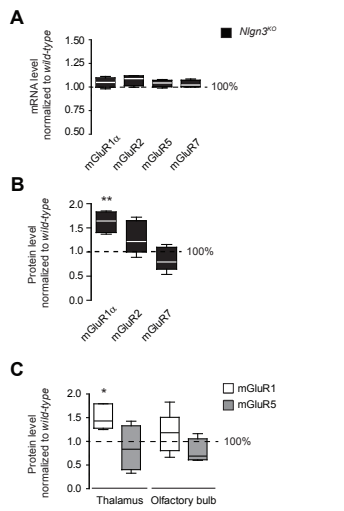 A
Nlgn3KO
mRNA level
normalized to wild-type
1.50
1.25
1.00
0.75
0.50
100%
mGluR1α
mGluR2
mGluR5
mGluR7
B
Protein level
normalized to wild-type
2.0
1.5
1.0
0.5
0.0
**
100%
mGluR1α
mGluR2
mGluR7
C
mGluR1
mGluR5
Protein level
normalized to wild-type
2.0
1.5
1.0
0.5
0.0
*
100%
Thalamus
Olfactory bulb